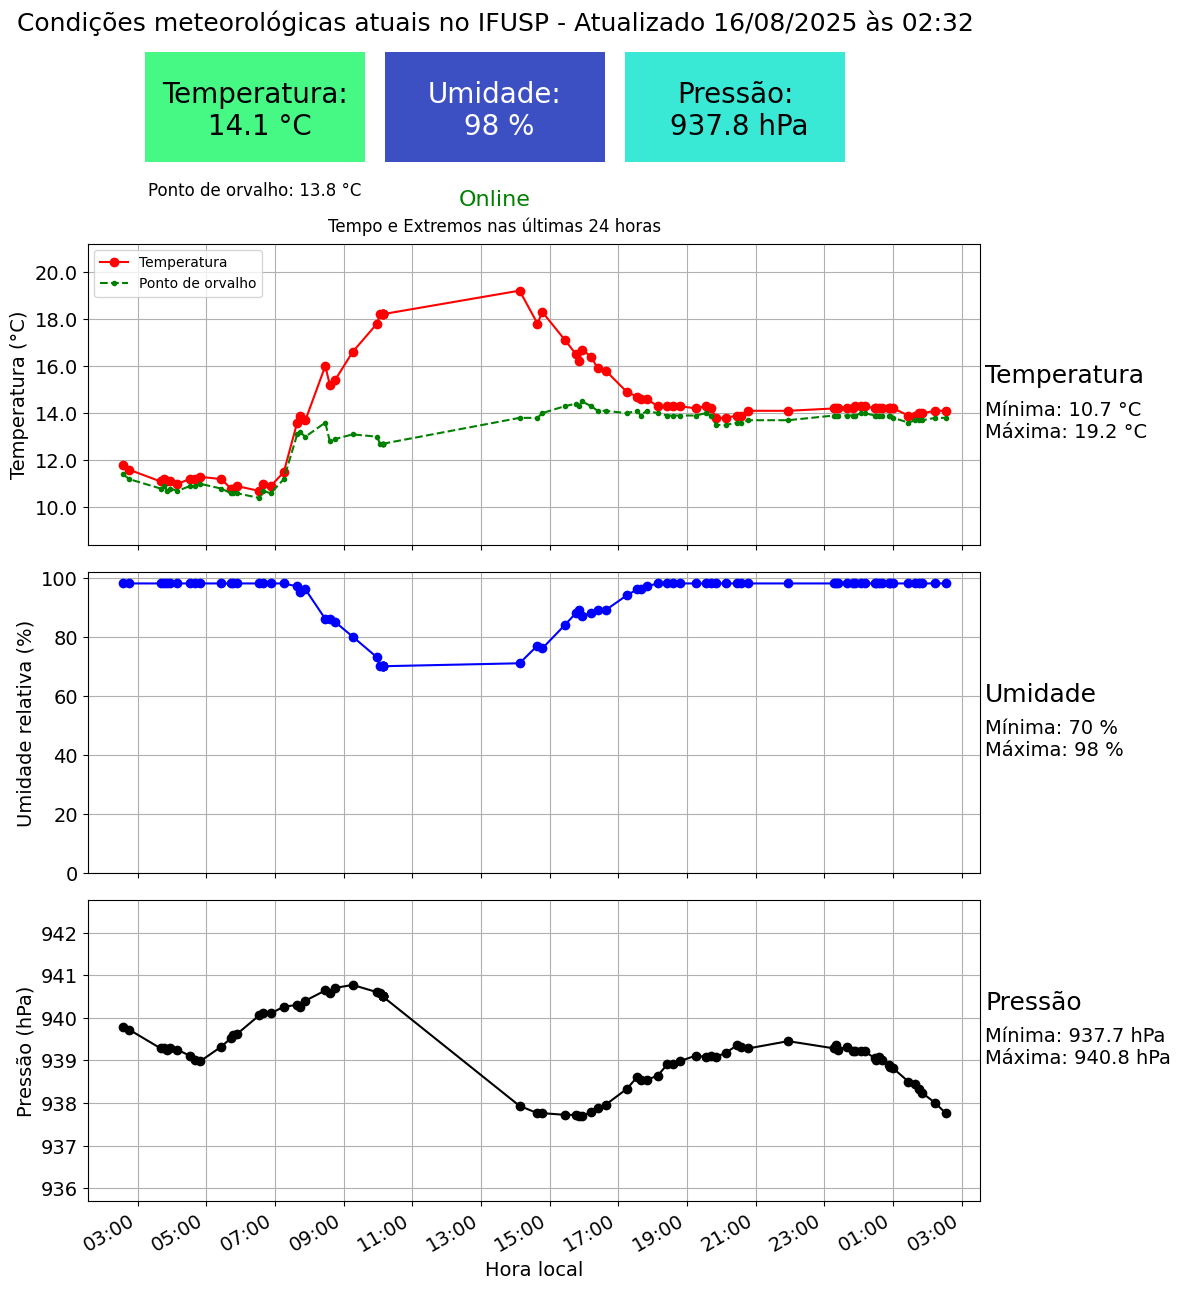 Condições meteorológicas atuais no IFUSP - Atualizado 16/08/2025 às 02:32
Temperatura:
14.1 °C
Umidade:
98 %
Pressão:
937.8 hPa
Ponto de orvalho: 13.8 °C
Online
Tempo e Extremos nas últimas 24 horas
Temperatura
Ponto de orvalho
Temperatura (°C)
20.0
18.0
16.0
14.0
12.0
10.0
Temperatura
Mínima: 10.7 °C
Máxima: 19.2 °C
Umidade relativa (%)
100
80
60
40
20
0
Umidade
Mínima: 70 %
Máxima: 98 %
Pressão (hPa)
942
941
940
939
938
937
936
Pressão
Mínima: 937.7 hPa
Máxima: 940.8 hPa
03:00
05:00
07:00
09:00
11:00
13:00
15:00
17:00
19:00
21:00
23:00
01:00
03:00
Hora local